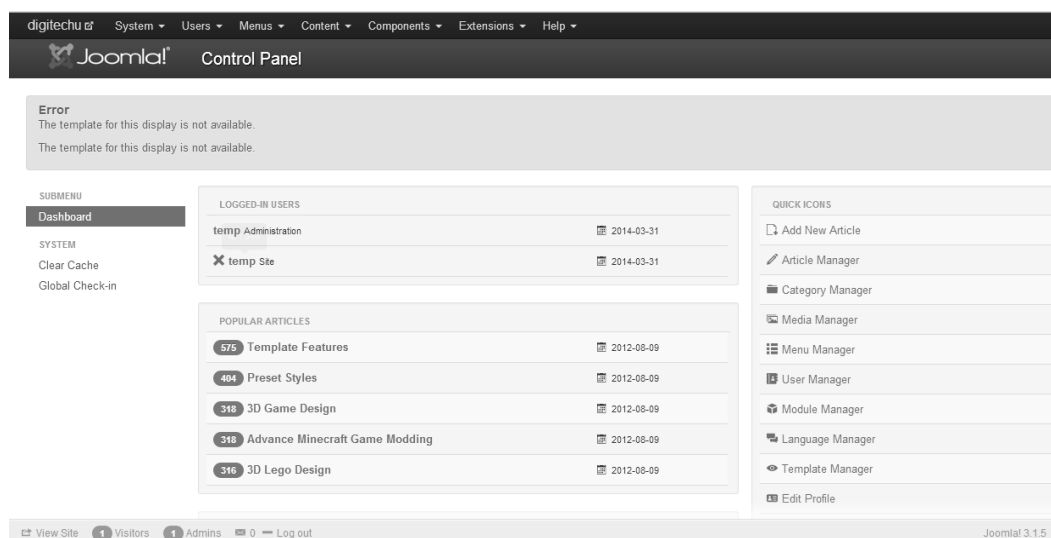 digitechu System Users Menus Content Components Extensions Help
Joomla! Control Panel
Error
The template for this display is not available.
The template for this display is not available.
SUBMENU
Dashboard
SYSTEM
Clear Cache
Global Check-in
LOGGED-IN USERS
temp Administration 2014-03-31
temp Site 2014-03-31
POPULAR ARTICLES
575 Template Features 2012-08-09
404 Preset Styles 2012-08-09
318 3D Game Design 2012-08-09
318 Advance Minecraft Game Modding 2012-08-09
316 3D Lego Design 2012-08-09
QUICK ICONS
Add New Article
Article Manager
Category Manager
Media Manager
Menu Manager
User Manager
Module Manager
Language Manager
Template Manager
Edit Profile
View Site 1 Visitors 1 Admins 0 Log out Joomla! 3.1.5